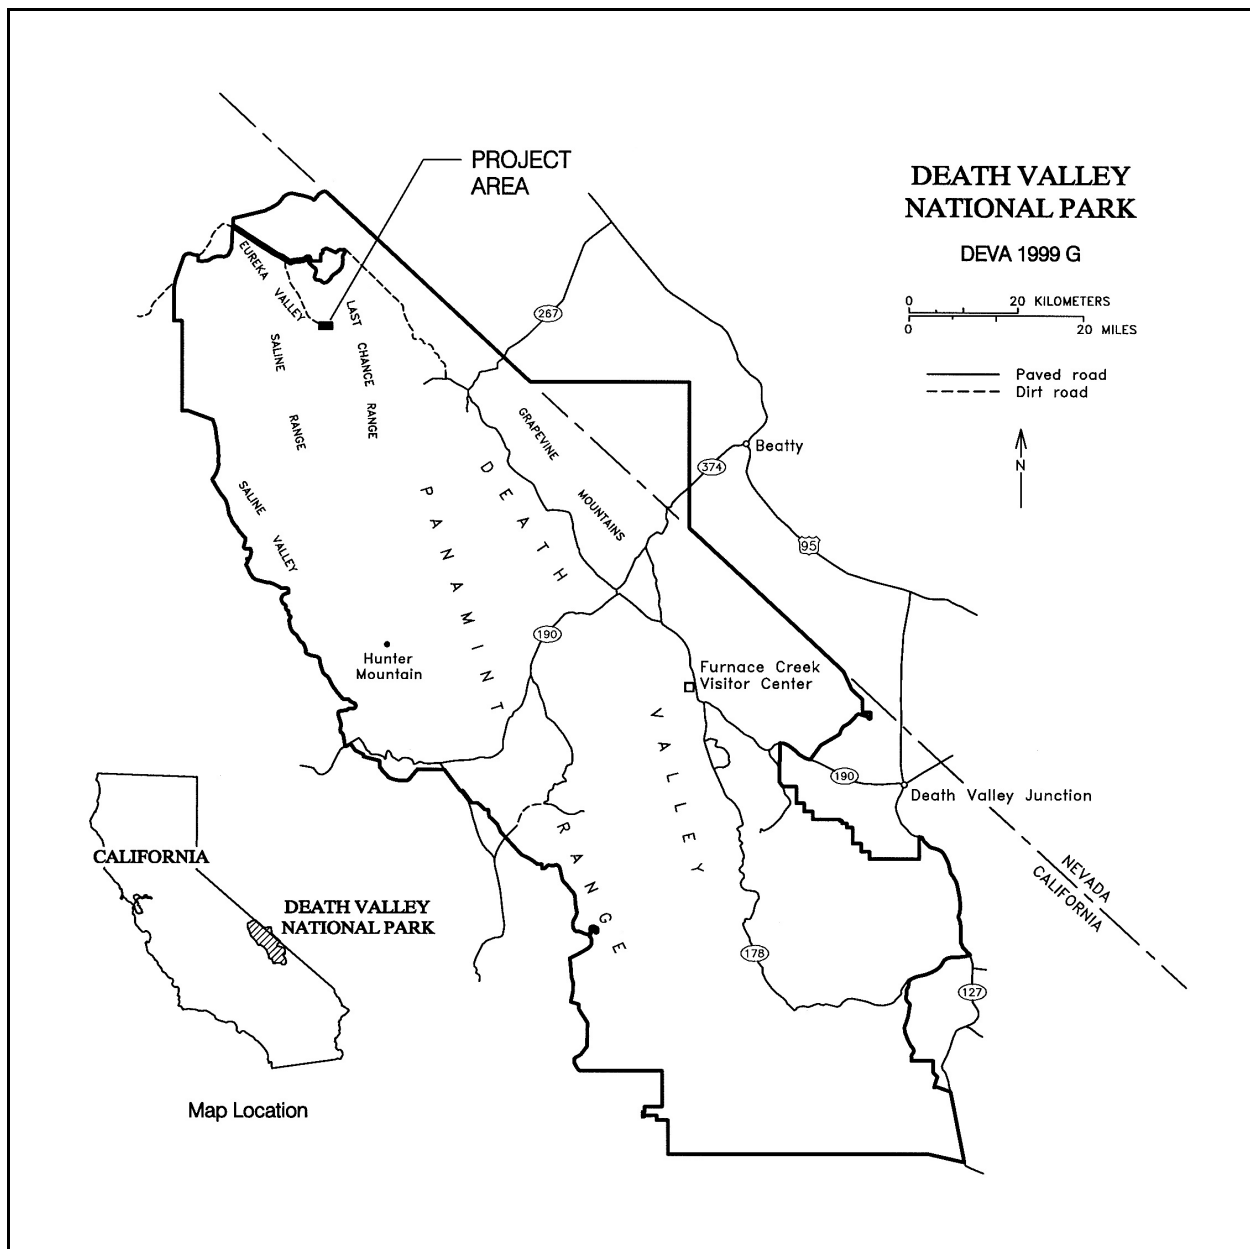 PROJECT
AREA
DEATH VALLEY
NATIONAL PARK
DEVA 1999 G
0 20 KILOMETERS
0 20 MILES
Paved road
Dirt road
N
EUREKA VALLEY
LAST CHANCE RANGE
SALINE RANGE
SALINE VALLEY
267
GRAPEVINE MOUNTAINS
374
Beatty
95
DEATH VALLEY
PANAMINT RANGE
190
Hunter
Mountain
Furnace Creek
Visitor Center
190
Death Valley Junction
NEVADA
CALIFORNIA
178
127
CALIFORNIA
DEATH VALLEY
NATIONAL PARK
Map Location